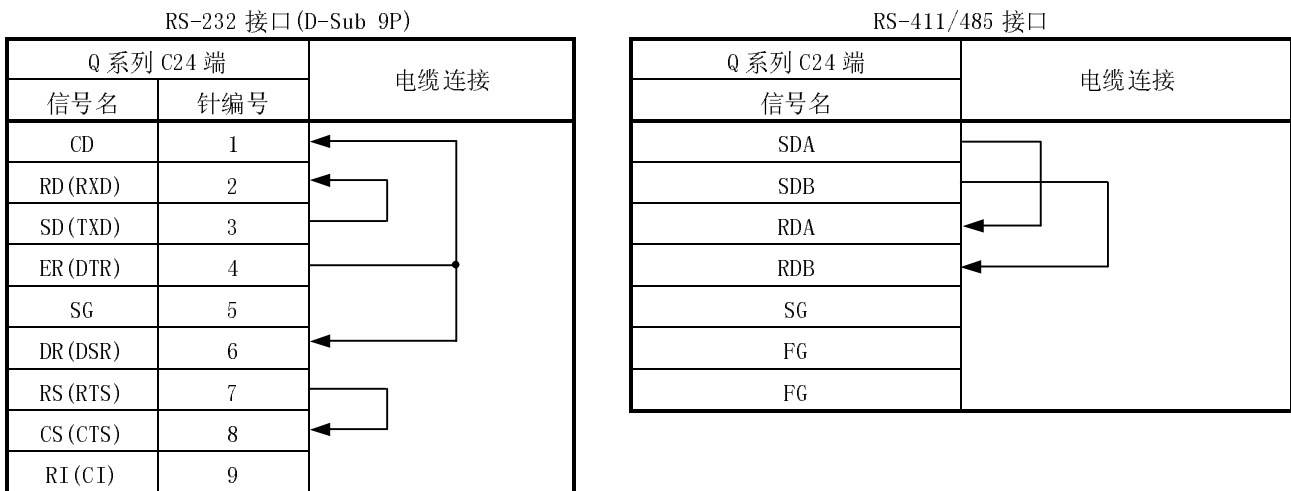 RS-232 接口(D-Sub 9P)
Q 系列 C24 端
电缆连接
信号名 针编号
CD 1
RD(RXD) 2
SD(TXD) 3
ER(DTR) 4
SG 5
DR(DSR) 6
RS(RTS) 7
CS(CTS) 8
RI(CI) 9
RS-411/485 接口
Q 系列 C24 端
电缆连接
信号名
SDA
SDB
RDA
RDB
SG
FG
FG